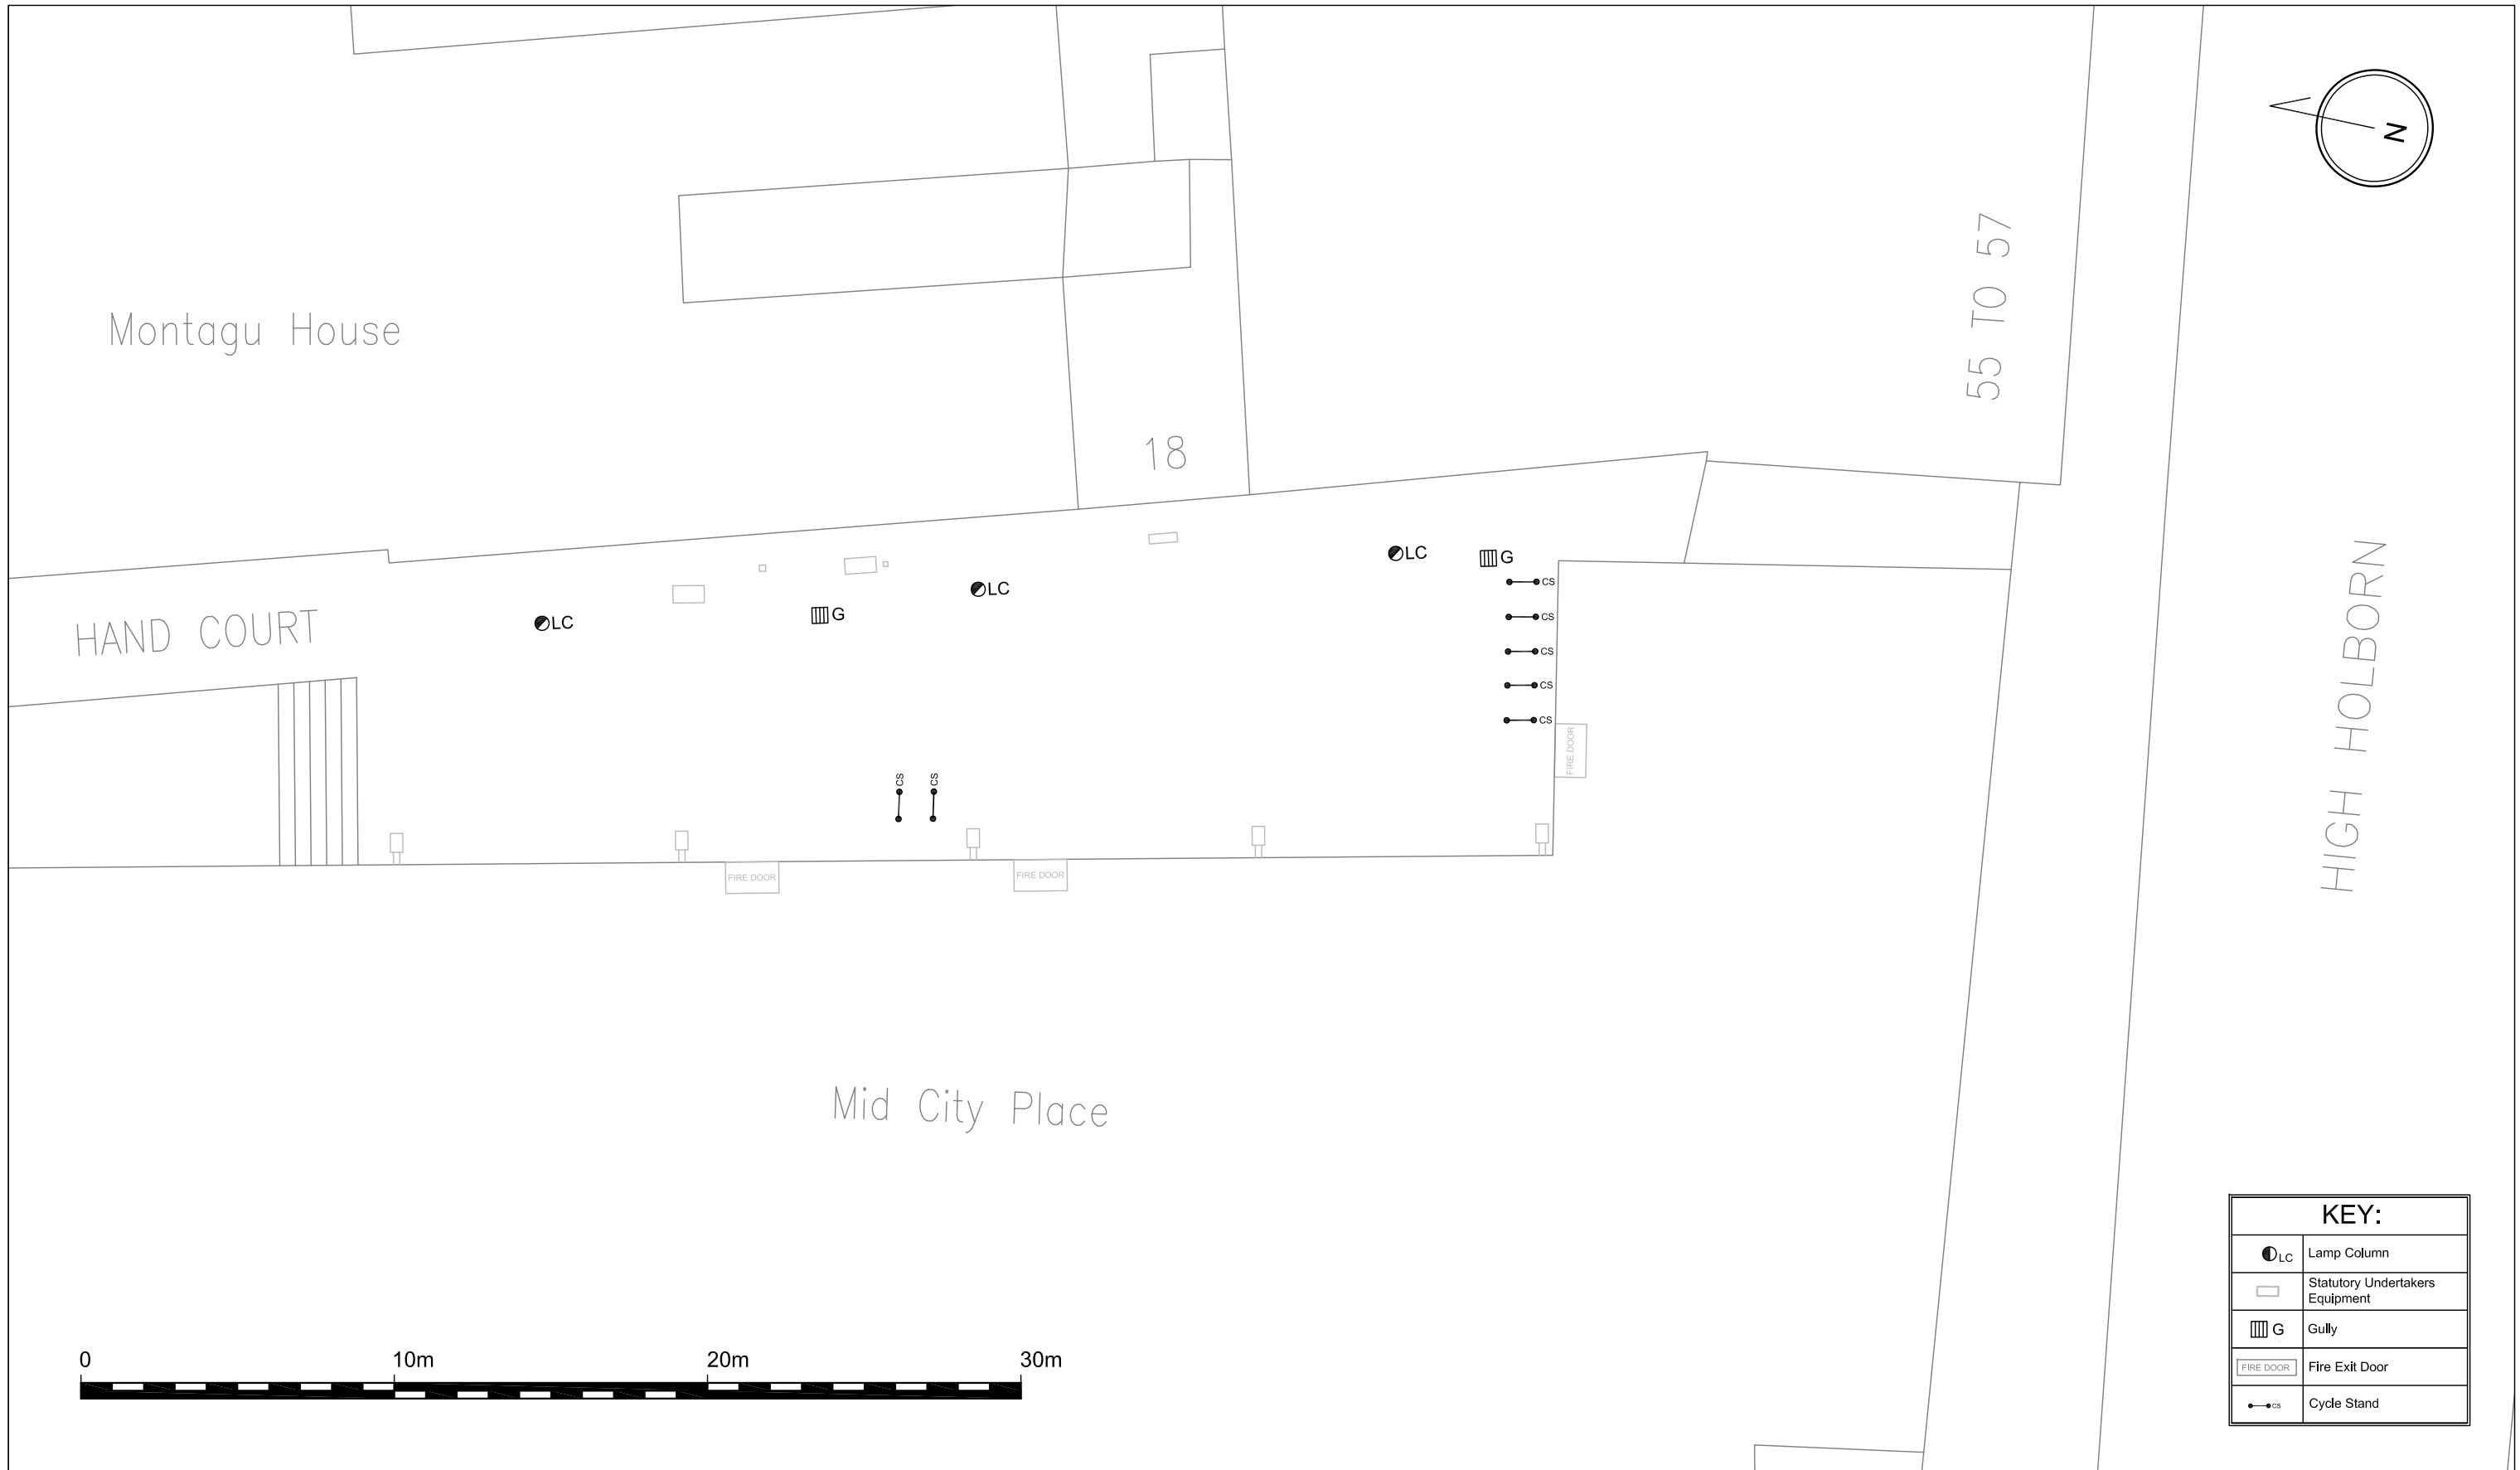 N
55 TO 57
Montagu House
18
HIGH HOLBORN
LC
G
LC
CS
HAND COURT
LC
G
CS
CS
CS
CS
FIRE DOOR
CS
CS
FIRE DOOR
FIRE DOOR
Mid City Place
KEY:
LC Lamp Column
Statutory Undertakers
Equipment
G Gully
FIRE DOOR Fire Exit Door
CS Cycle Stand
0 10m 20m 30m